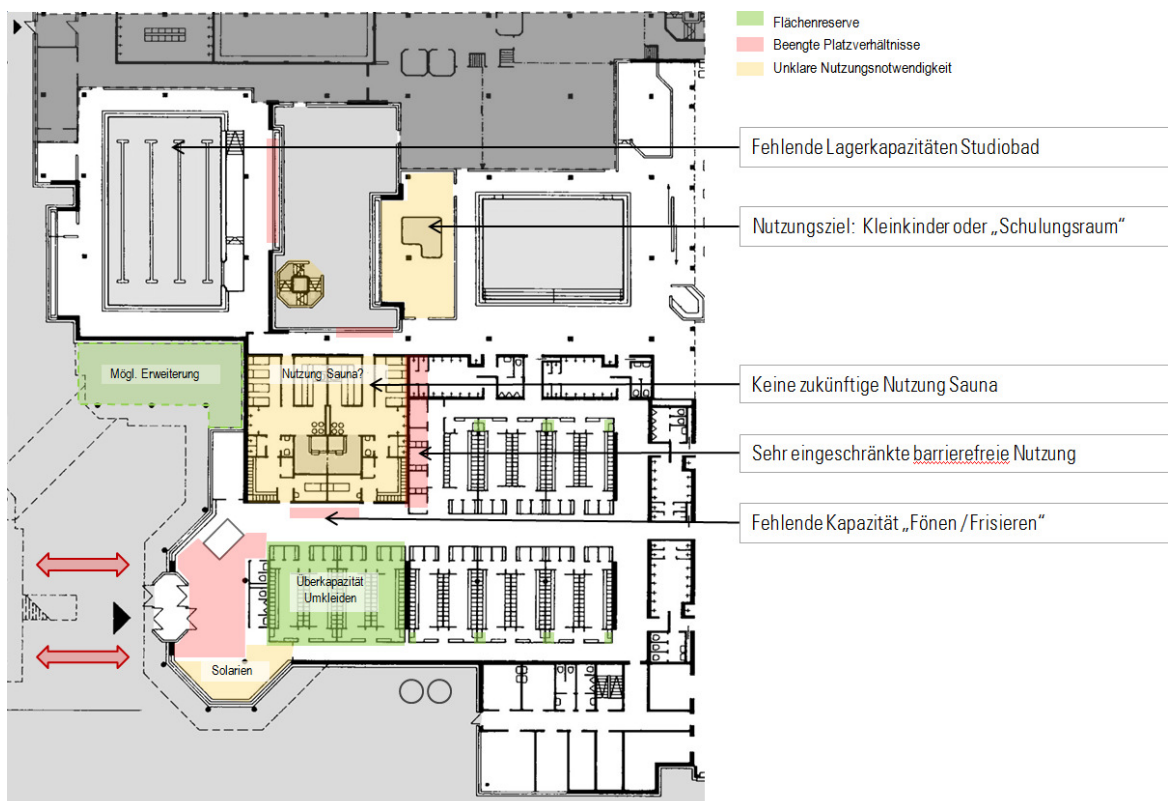 Flächenreserve
Beengte Platzverhältnisse
Unklare Nutzungsnotwendigkeit
Fehlende Lagerkapazitäten Studiobad
Nutzungsziel: Kleinkinder oder „Schulungsraum“
Mögl. Erweiterung
Nutzung Sauna?
Keine zukünftige Nutzung Sauna
Sehr eingeschränkte barrierefreie Nutzung
Fehlende Kapazität „Fönen / Frisieren“
Überkapazität
Umkleiden
Solarien